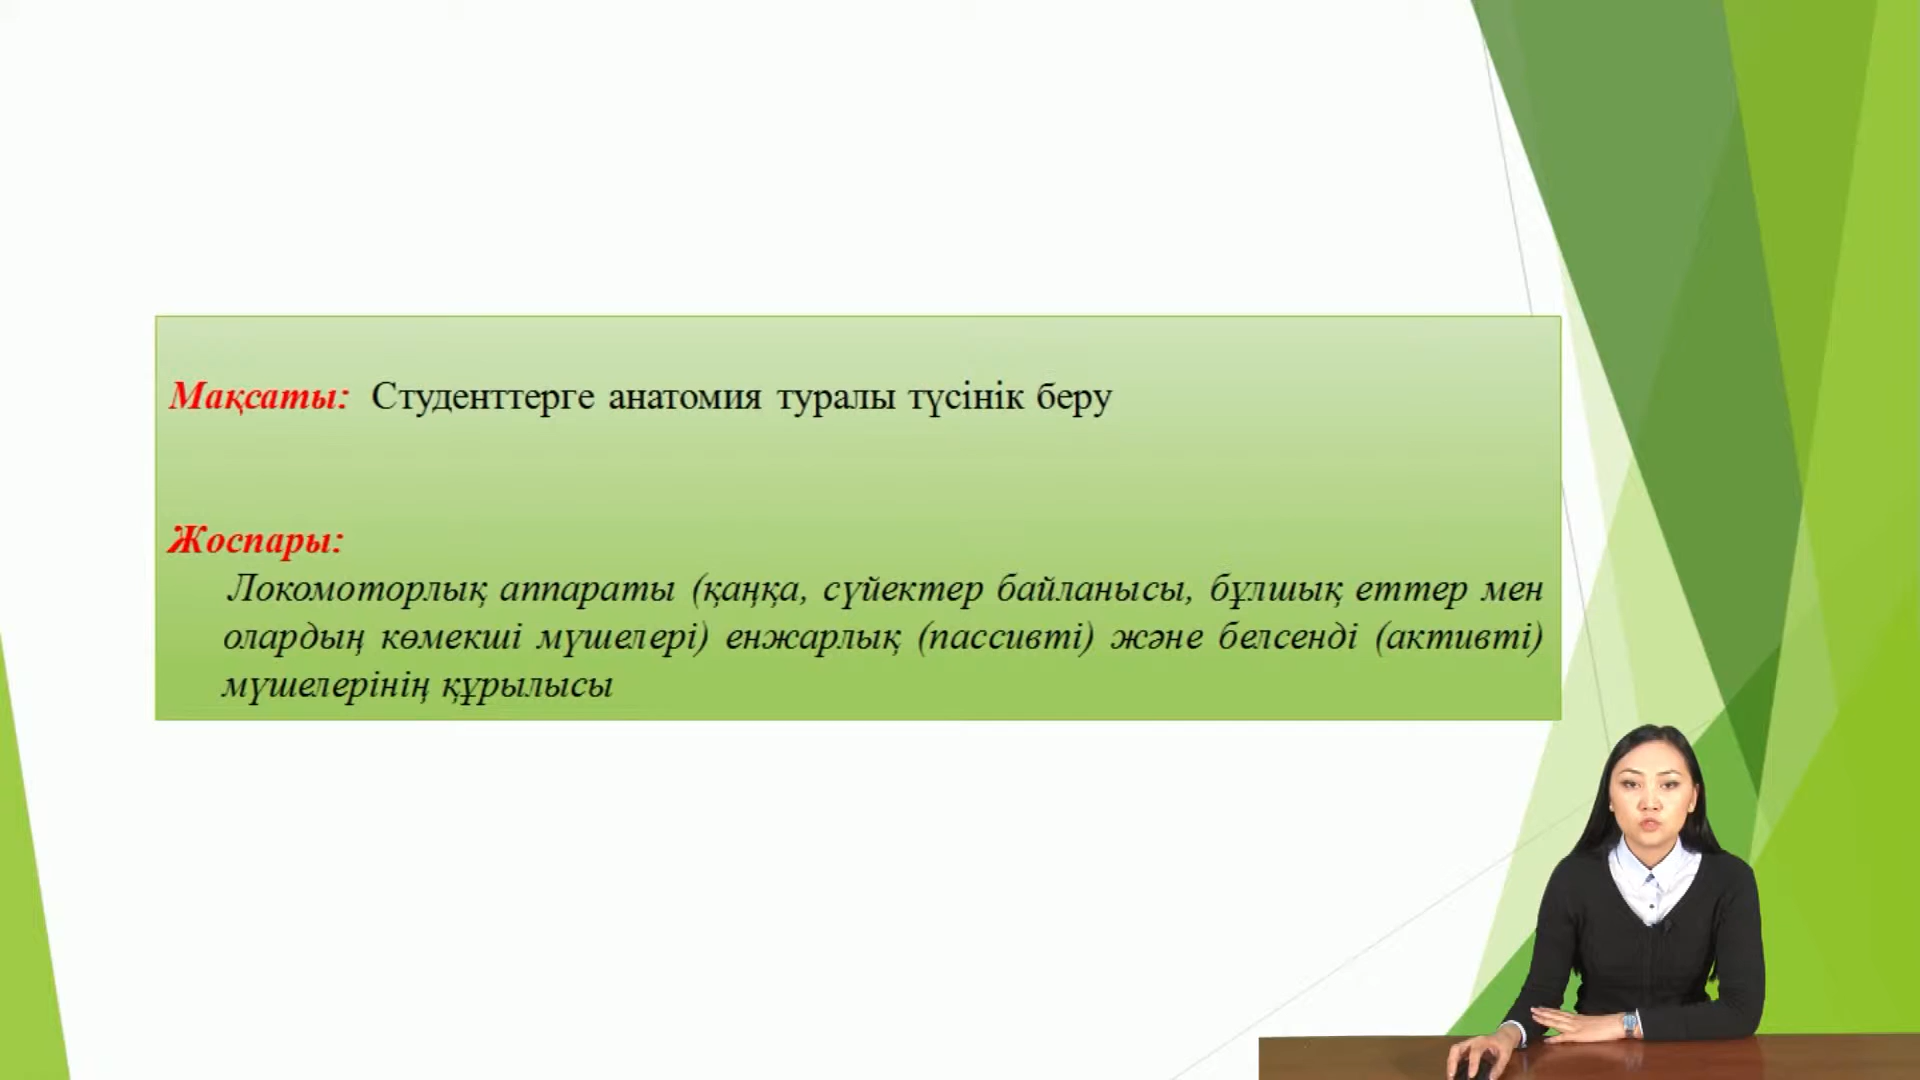 Мақсаты: Студенттерге анатомия туралы түсінік беру
Жоспары:
Локомоторлық аппараты (қаңқа, сүйектер байланысы, бұлшық еттер мен
олардың көмекші мүшелері) енжарлық (пассивті) және белсенді (активті)
мүшелерінің құрылысы